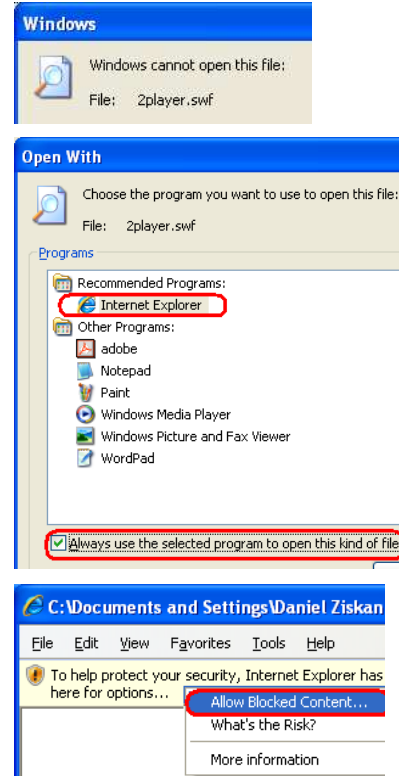 Windows
Windows cannot open this file:
File: 2player.swf
Open With
Choose the program you want to use to open this file:
File: 2player.swf
Programs
Recommended Programs:
Internet Explorer
Other Programs:
adobe
Notepad
Paint
Windows Media Player
Windows Picture and Fax Viewer
WordPad
Always use the selected program to open this kind of file
C:\Documents and Settings\Daniel Ziskan
File Edit View Favorites Tools Help
To help protect your security, Internet Explorer has
here for options...
Allow Blocked Content...
What's the Risk?
More information